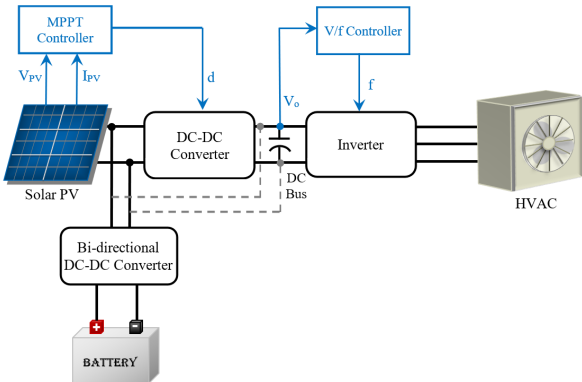 MPPT
Controller
V/f Controller
VPV
IPV
d
Vo
f
DC-DC
Converter
Inverter
DC
Bus
Solar PV
HVAC
Bi-directional
DC-DC Converter
+
-
BATTERY